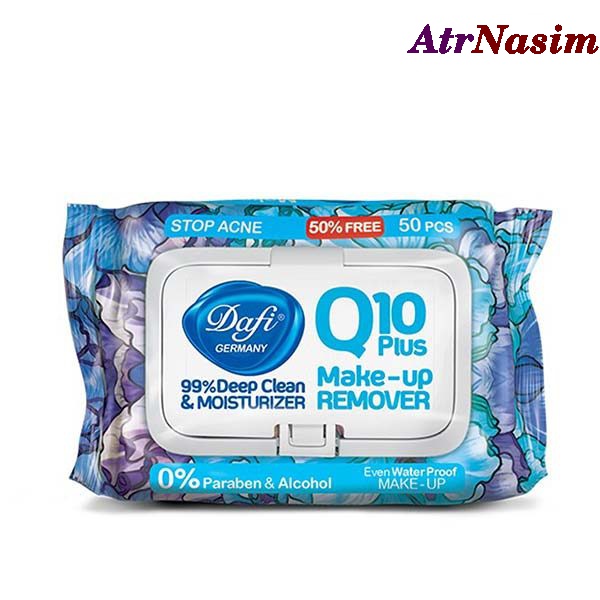 AtrNasim
STOP ACNE
50% FREE
50 PCS
Dafi®
GERMANY
Q10
Plus
99% Deep Clean
& MOISTURIZER
Make-up
REMOVER
0% Paraben & Alcohol
Even Water Proof
MAKE-UP